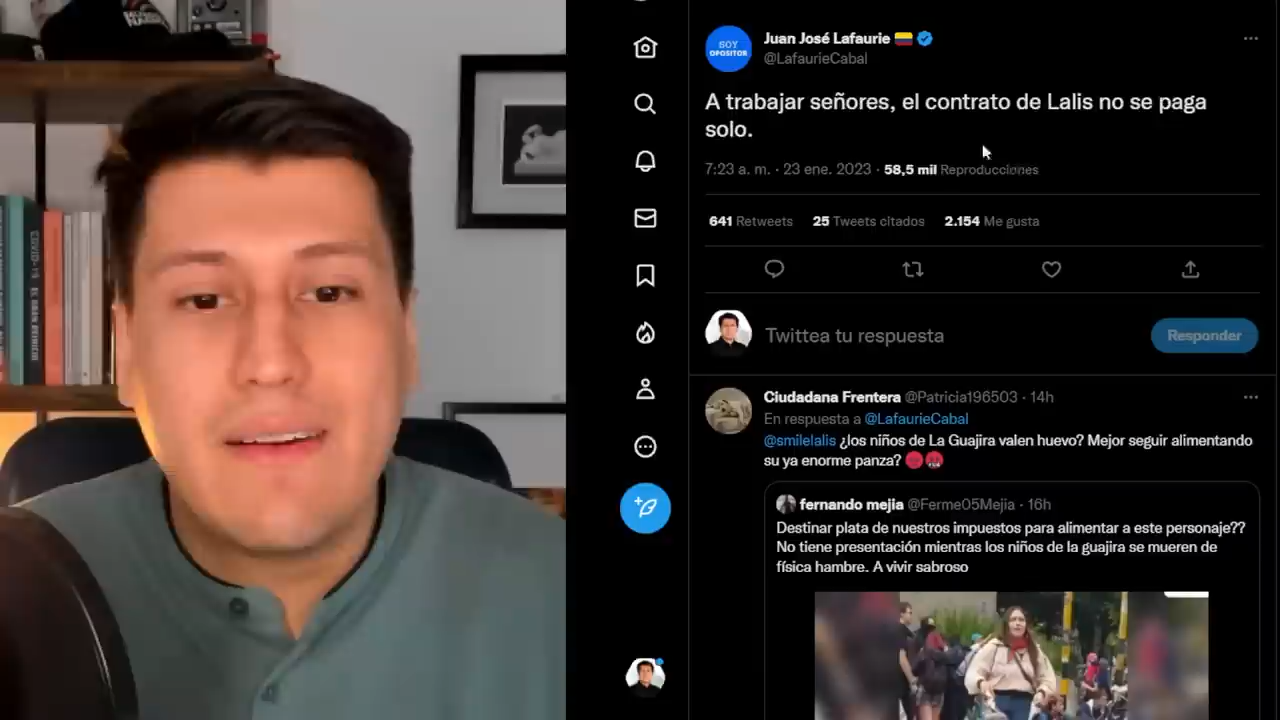 COVID-19
SOY
OPOSITOR
Juan José Lafaurie
@LafaurieCabal
A trabajar señores, el contrato de Lalis no se paga
solo.
7:23 a. m. · 23 ene. 2023 · 58,5 mil Reproducciones
641 Retweets 25 Tweets citados 2.154 Me gusta
Twittea tu respuesta
Responder
Ciudadana Frentera @Patricia196503 · 14h
En respuesta a @LafaurieCabal
@smilelalis ¿los niños de La Guajira valen huevo? Mejor seguir alimentando
su ya enorme panza?
fernando mejia @Ferme05Mejia · 16h
Destinar plata de nuestros impuestos para alimentar a este personaje??
No tiene presentación mientras los niños de la guajira se mueren de
física hambre. A vivir sabroso